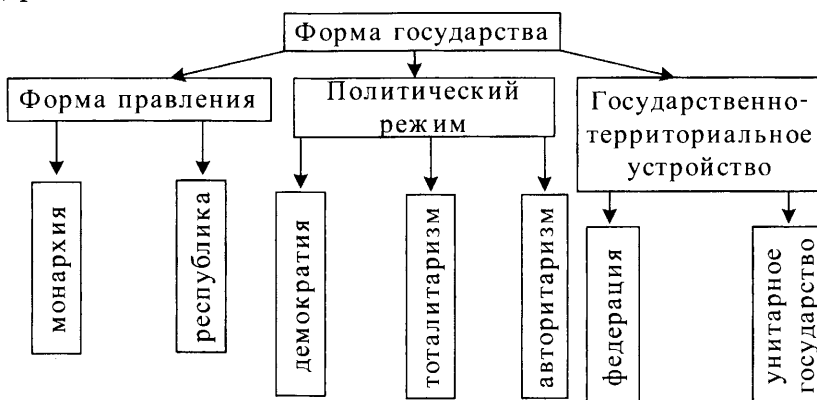 Форма государства
Форма правления
Политический
режим
Государственно-
территориальное
устройство
монархия
республика
демократия
тоталитаризм
авторитаризм
федерация
унитарное
государство